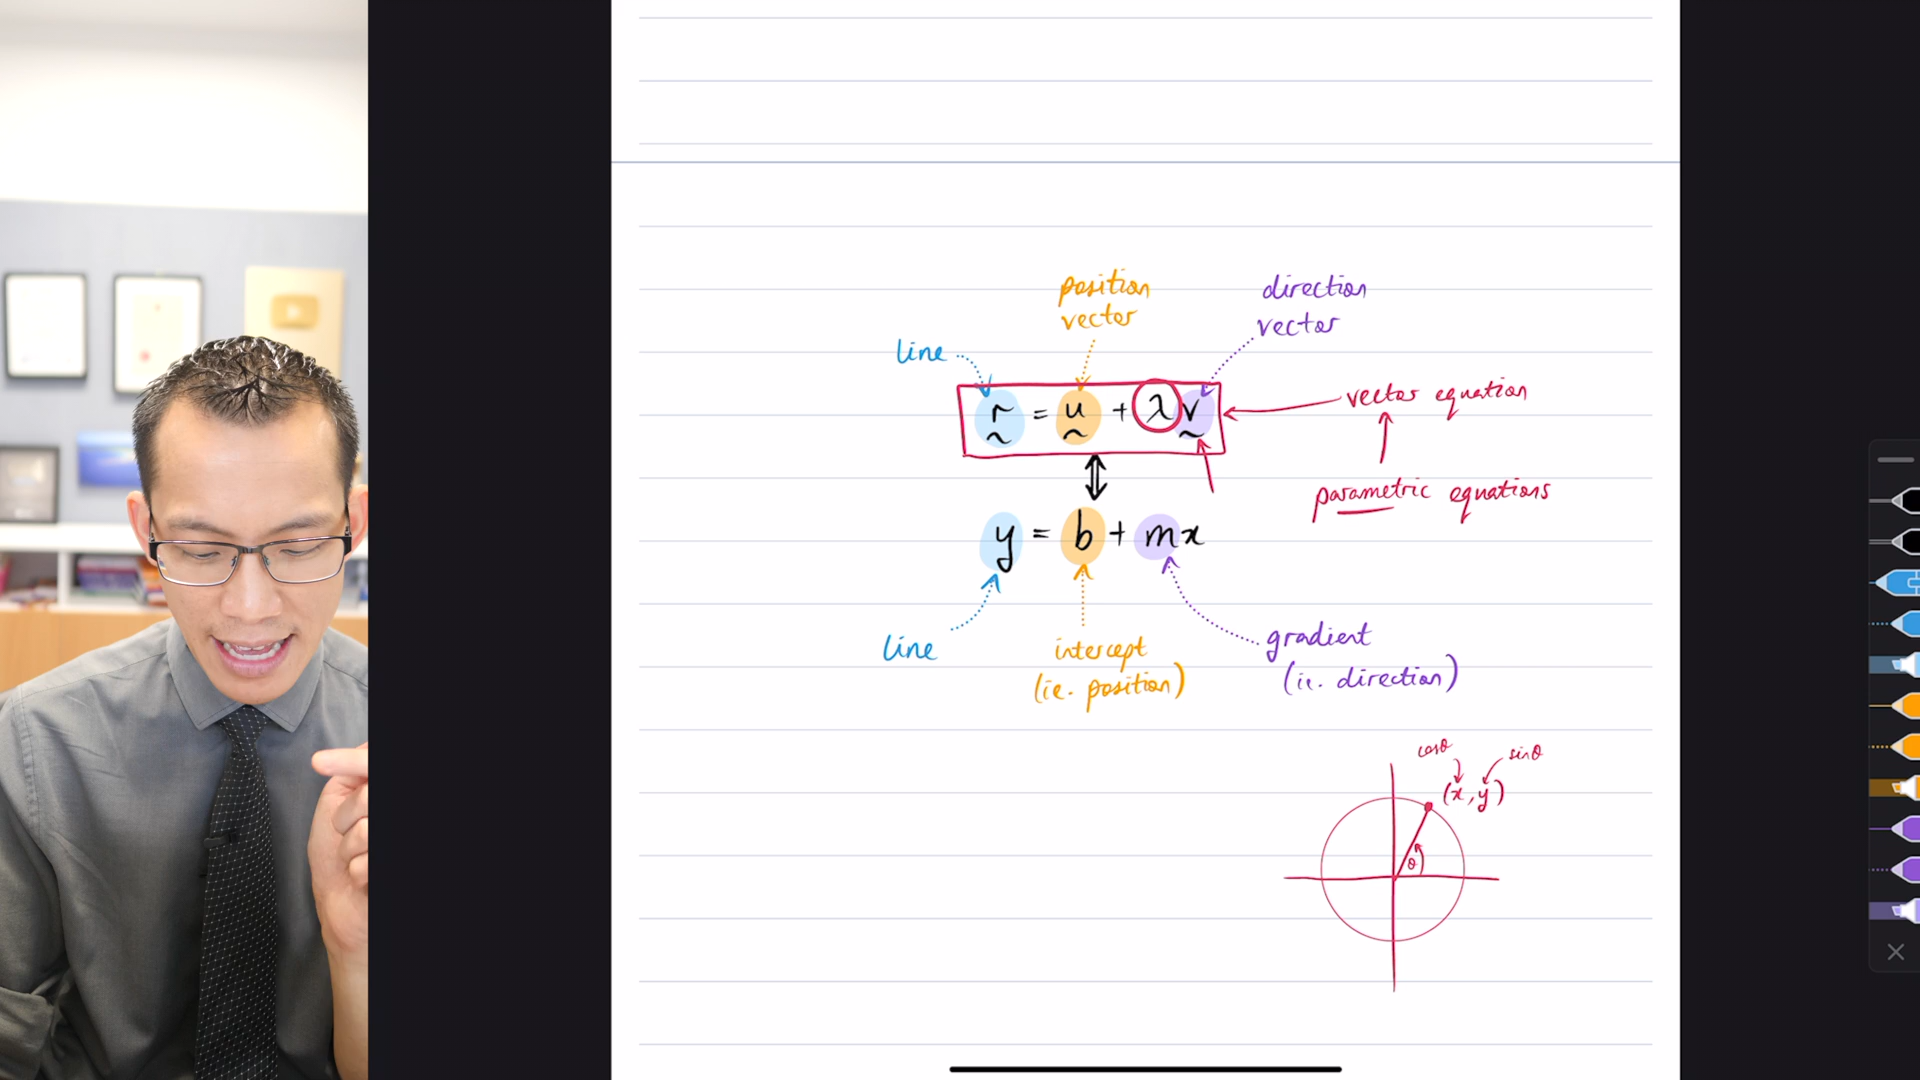 position
vector
direction
vector
line
r = u + λv
vector equation
parametric equations
y = b + mx
line
intercept
(ie. position)
gradient
(ie. direction)
cosθ
sinθ
(x, y)
θ